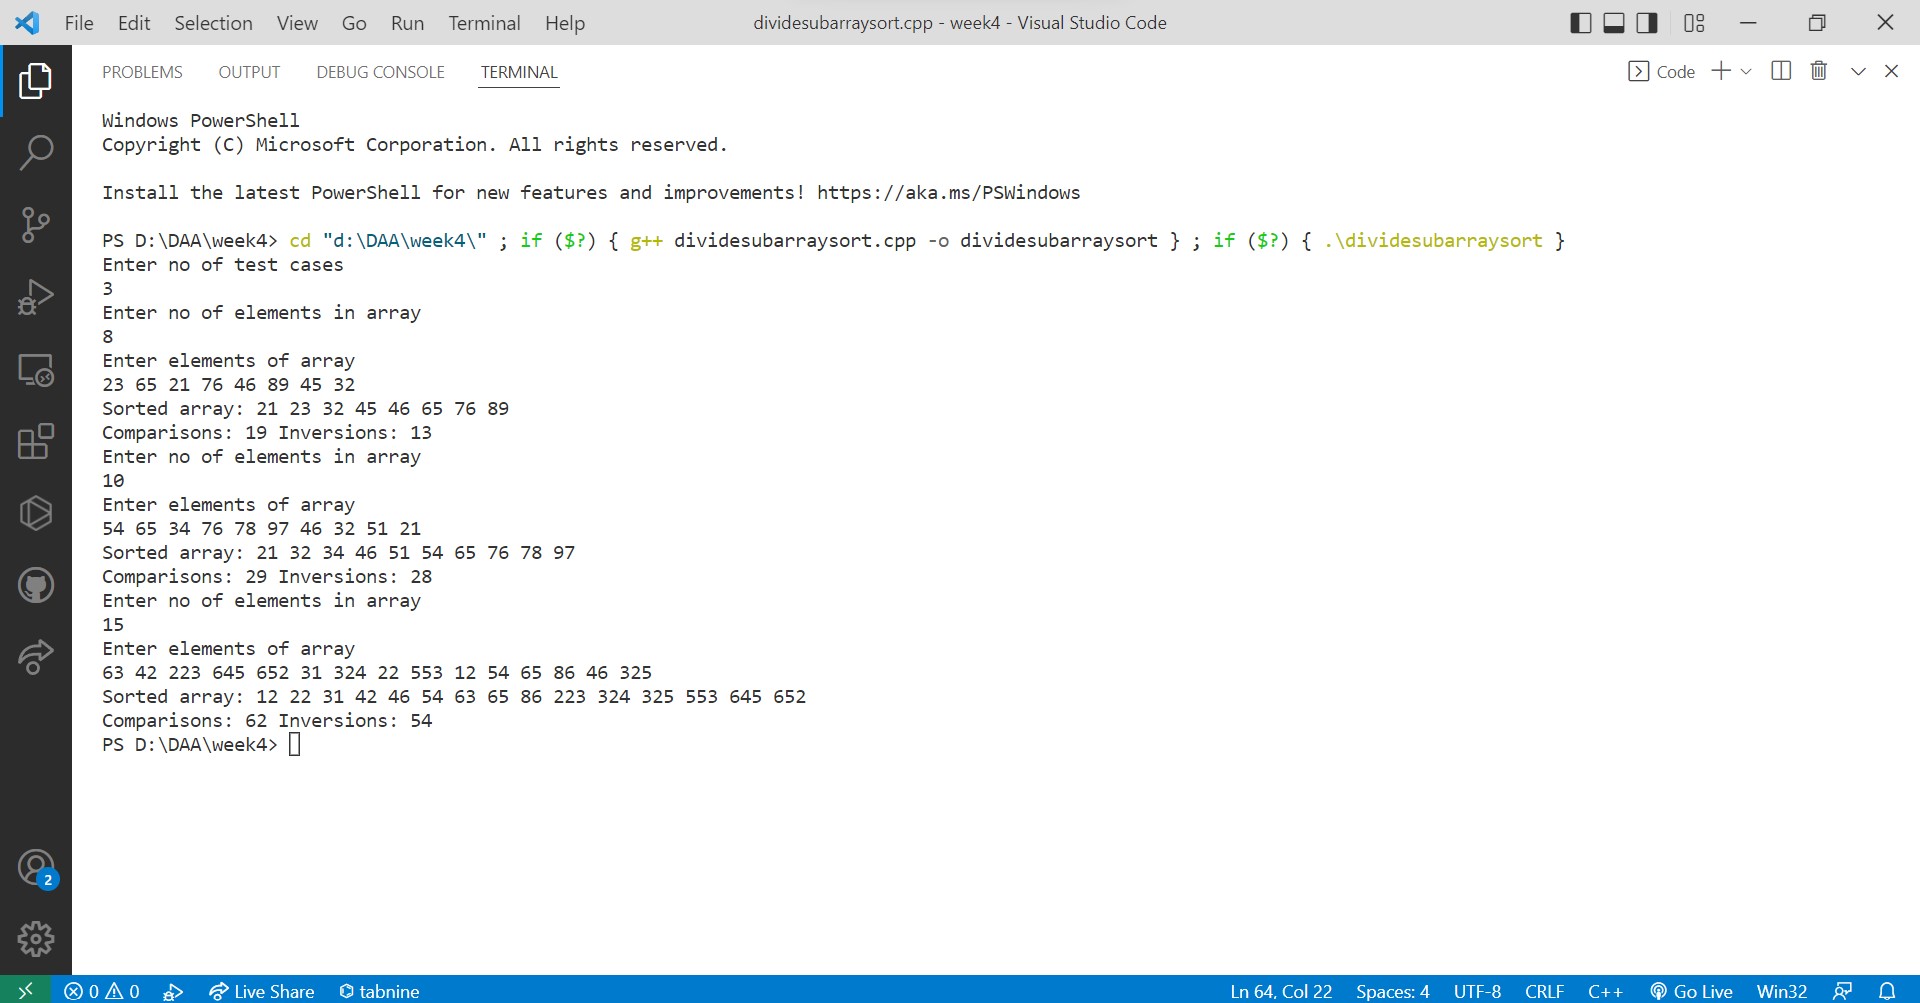 File Edit Selection View Go Run Terminal Help dividesubarraysort.cpp - week4 - Visual Studio Code
PROBLEMS OUTPUT DEBUG CONSOLE TERMINAL Code
Windows PowerShell
Copyright (C) Microsoft Corporation. All rights reserved.
Install the latest PowerShell for new features and improvements! https://aka.ms/PSWindows
PS D:\DAA\week4> cd "d:\DAA\week4\" ; if ($?) { g++ dividesubarraysort.cpp -o dividesubarraysort } ; if ($?) { .\dividesubarraysort }
Enter no of test cases
3
Enter no of elements in array
8
Enter elements of array
23 65 21 76 46 89 45 32
Sorted array: 21 23 32 45 46 65 76 89
Comparisons: 19 Inversions: 13
Enter no of elements in array
10
Enter elements of array
54 65 34 76 78 97 46 32 51 21
Sorted array: 21 32 34 46 51 54 65 76 78 97
Comparisons: 29 Inversions: 28
Enter no of elements in array
15
Enter elements of array
63 42 223 645 652 31 324 22 553 12 54 65 86 46 325
Sorted array: 12 22 31 42 46 54 63 65 86 223 324 325 553 645 652
Comparisons: 62 Inversions: 54
PS D:\DAA\week4>
2
0 0 Live Share tabnine Ln 64, Col 22 Spaces: 4 UTF-8 CRLF C++ Go Live Win32